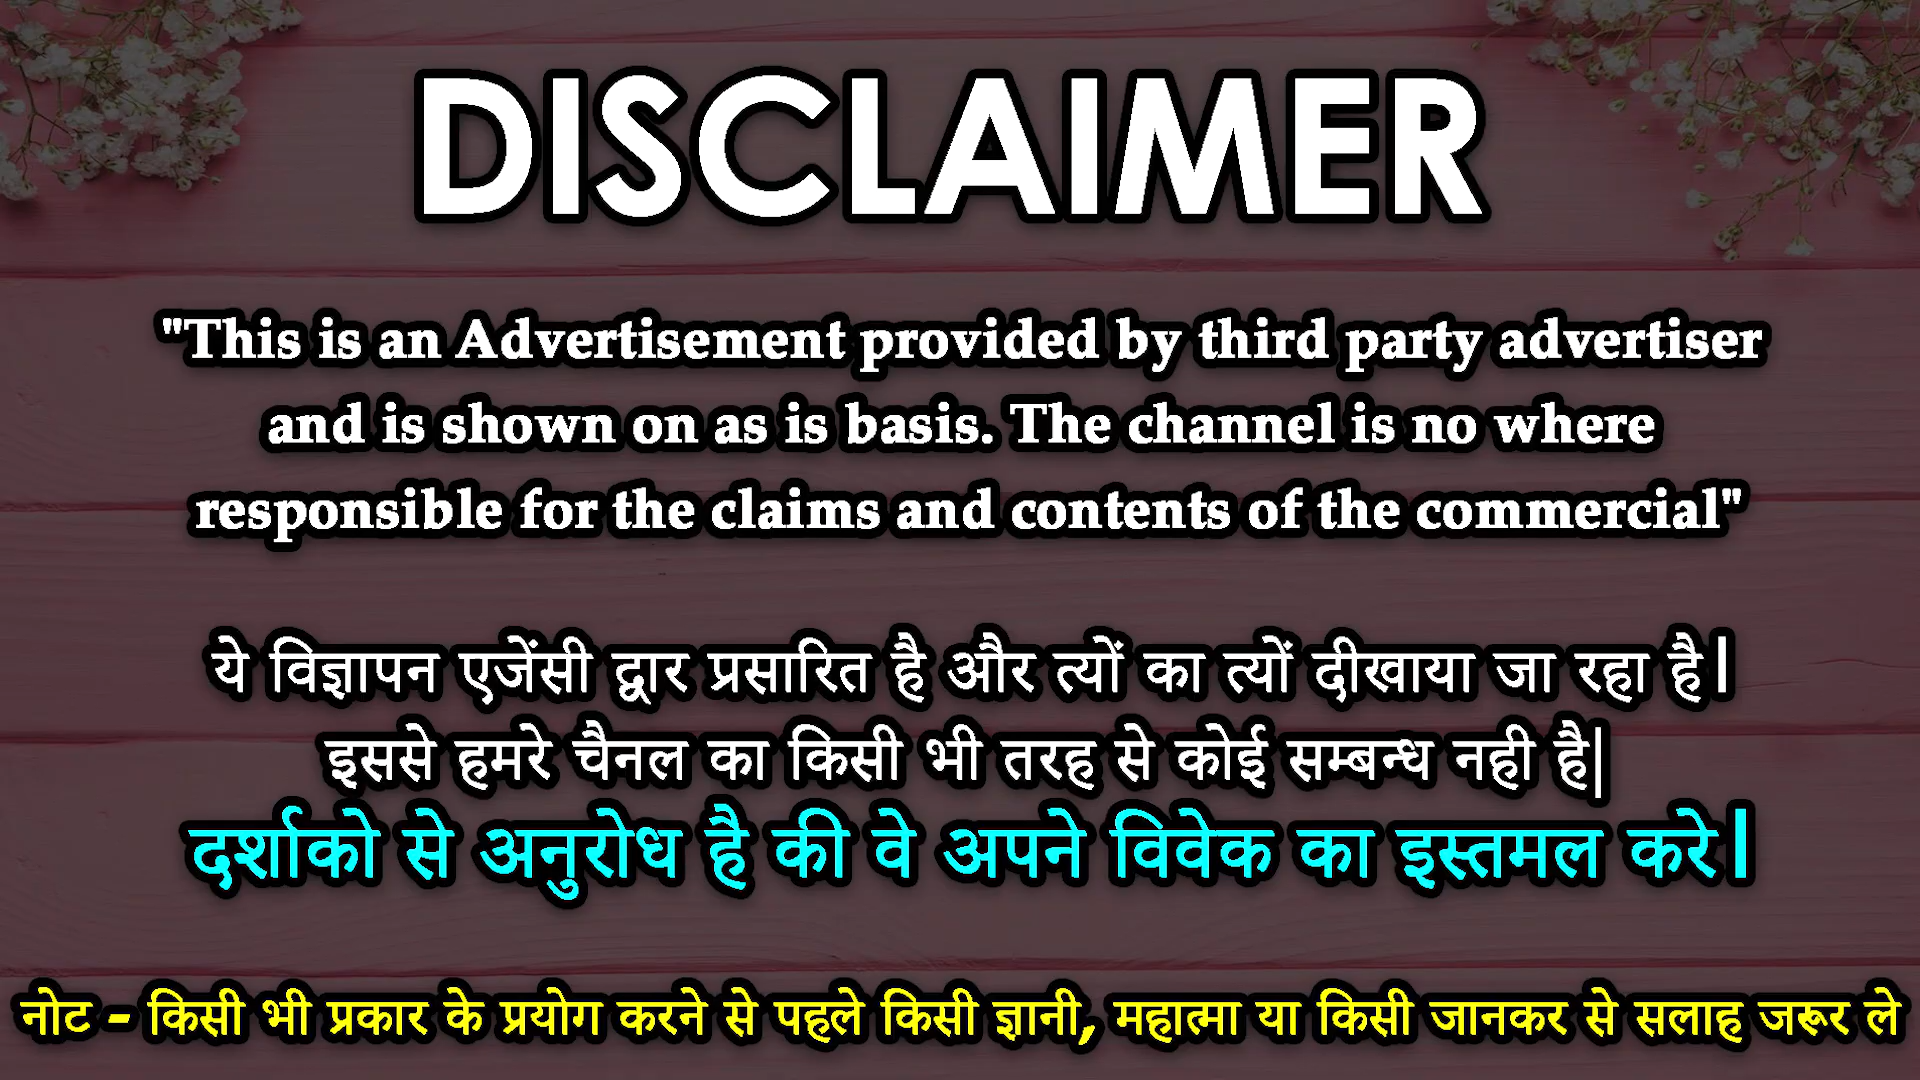 DISCLAIMER
"This is an Advertisement provided by third party advertiser
and is shown on as is basis. The channel is no where
responsible for the claims and contents of the commercial"
ये विज्ञापन एजेंसी द्वार प्रसारित है और त्यों का त्यों दीखाया जा रहा है।
इससे हमरे चैनल का किसी भी तरह से कोई सम्बन्ध नही है|
दर्शाको से अनुरोध है की वे अपने विवेक का इस्तमल करे।
नोट - किसी भी प्रकार के प्रयोग करने से पहले किसी ज्ञानी, महात्मा या किसी जानकर से सलाह जरूर ले